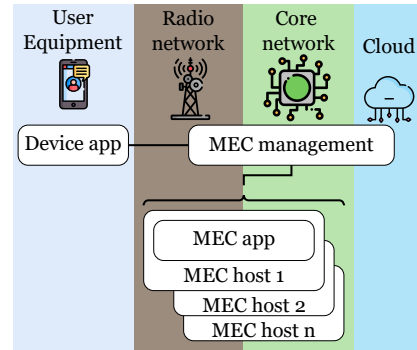 User
Equipment
Radio
network
Core
network
Cloud
Device app
MEC management
MEC app
MEC host 1
MEC host 2
MEC host n